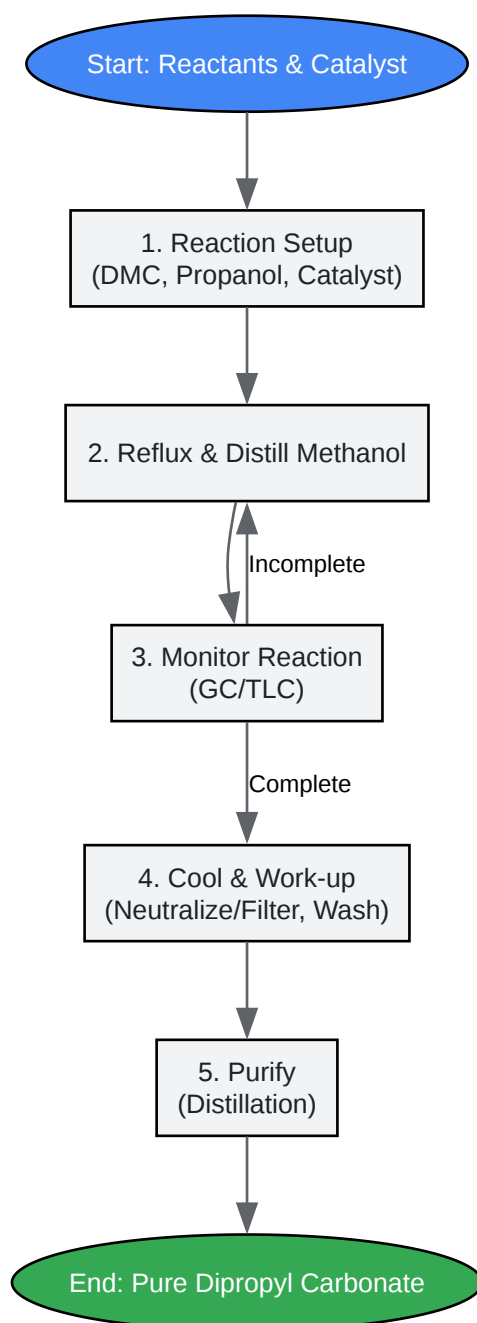 Start: Reactants & Catalyst
1. Reaction Setup
(DMC, Propanol, Catalyst)
2. Reflux & Distill Methanol
Incomplete
3. Monitor Reaction
(GC/TLC)
Complete
4. Cool & Work-up
(Neutralize/Filter, Wash)
5. Purify
(Distillation)
End: Pure Dipropyl Carbonate